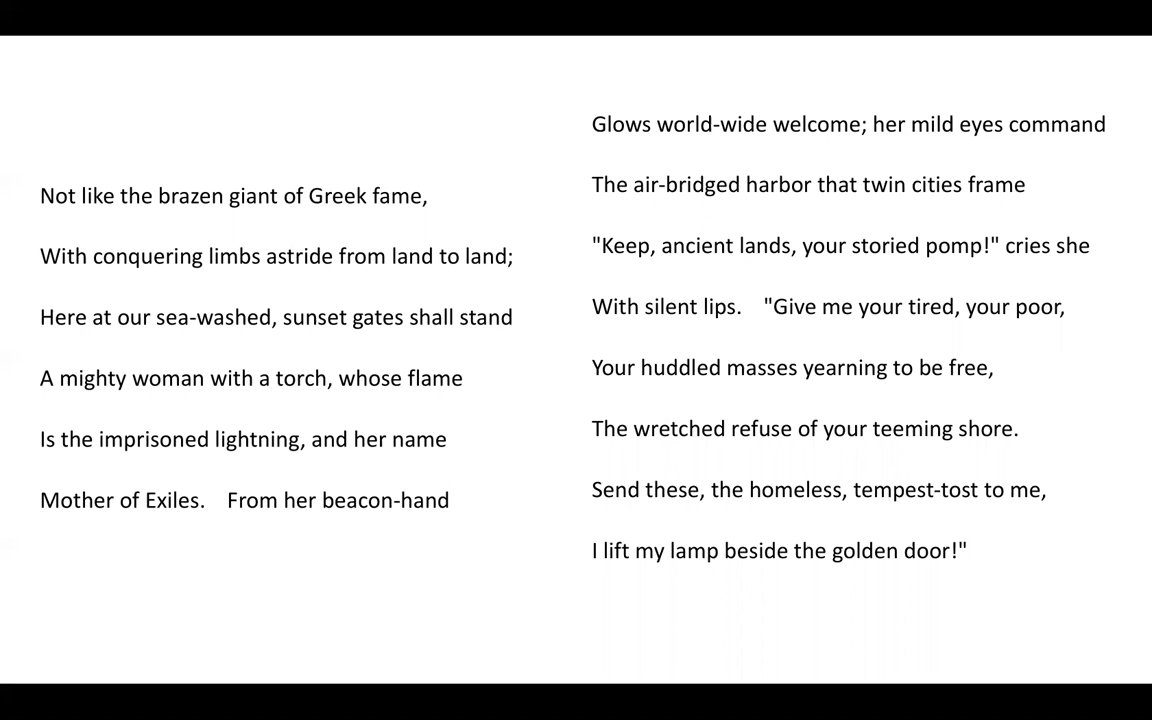 Not like the brazen giant of Greek fame,
With conquering limbs astride from land to land;
Here at our sea-washed, sunset gates shall stand
A mighty woman with a torch, whose flame
Is the imprisoned lightning, and her name
Mother of Exiles.    From her beacon-hand
Glows world-wide welcome; her mild eyes command
The air-bridged harbor that twin cities frame
"Keep, ancient lands, your storied pomp!" cries she
With silent lips.    "Give me your tired, your poor,
Your huddled masses yearning to be free,
The wretched refuse of your teeming shore.
Send these, the homeless, tempest-tost to me,
I lift my lamp beside the golden door!"